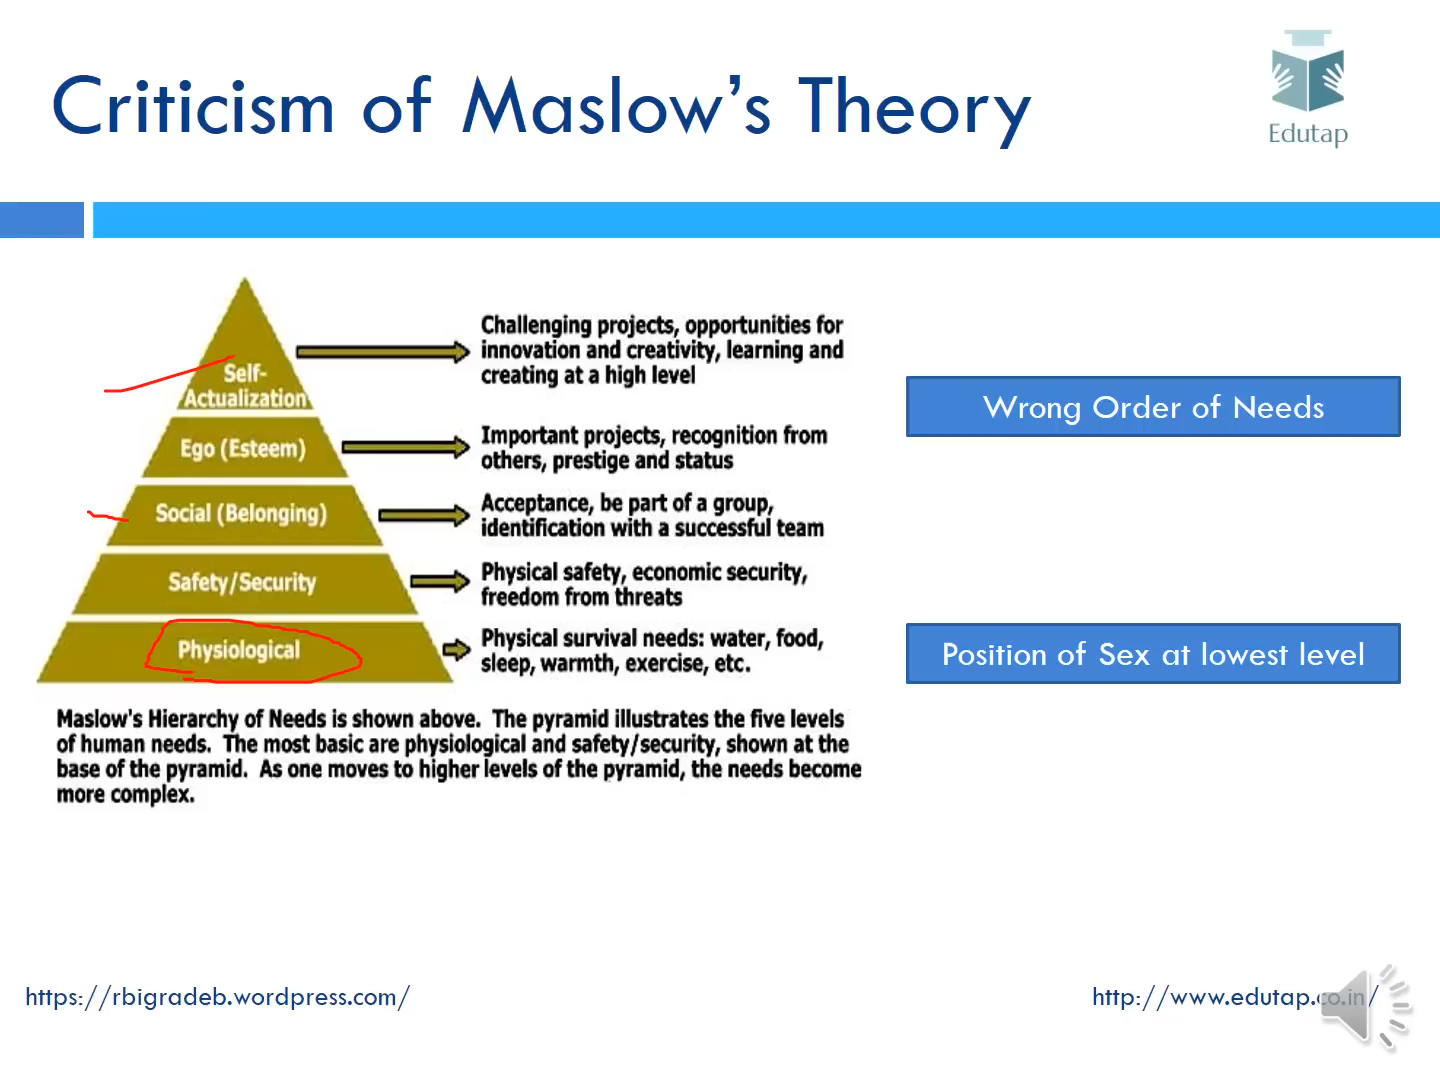 Criticism of Maslow's Theory
Edutap
Self-
Actualization
Challenging projects, opportunities for
innovation and creativity, learning and
creating at a high level
Ego (Esteem)
Important projects, recognition from
others, prestige and status
Social (Belonging)
Acceptance, be part of a group,
identification with a successful team
Safety/Security
Physical safety, economic security,
freedom from threats
Physiological
Physical survival needs: water, food,
sleep, warmth, exercise, etc.
Wrong Order of Needs
Position of Sex at lowest level
Maslow's Hierarchy of Needs is shown above.  The pyramid illustrates the five levels
of human needs.  The most basic are physiological and safety/security, shown at the
base of the pyramid.  As one moves to higher levels of the pyramid, the needs become
more complex.
https://rbigradeb.wordpress.com/
http://www.edutap.co.in/